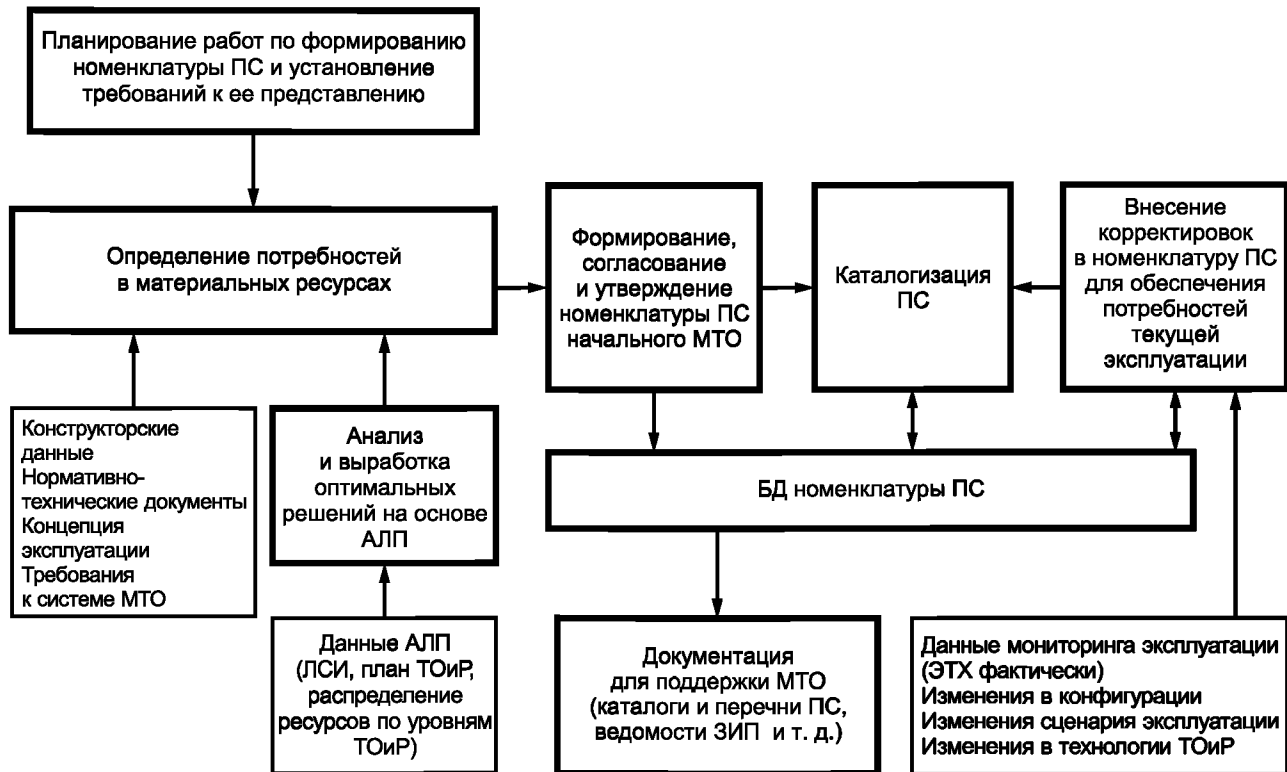 Планирование работ по формированию
номенклатуры ПС и установление
требований к ее представлению
Определение потребностей
в материальных ресурсах
Формирование,
согласование
и утверждение
номенклатуры ПС
начального МТО
Каталогизация
ПС
Внесение
корректировок
в номенклатуру ПС
для обеспечения
потребностей
текущей
эксплуатации
Конструкторские
данные
Нормативно-
технические документы
Концепция
эксплуатации
Требования
к системе МТО
Анализ
и выработка
оптимальных
решений на основе
АЛП
БД номенклатуры ПС
Данные АЛП
(ЛСИ, план ТОиР,
распределение
ресурсов по уровням
ТОиР)
Документация
для поддержки МТО
(каталоги и перечни ПС,
ведомости ЗИП и т. д.)
Данные мониторинга эксплуатации
(ЭТХ фактически)
Изменения в конфигурации
Изменения сценария эксплуатации
Изменения в технологии ТОиР